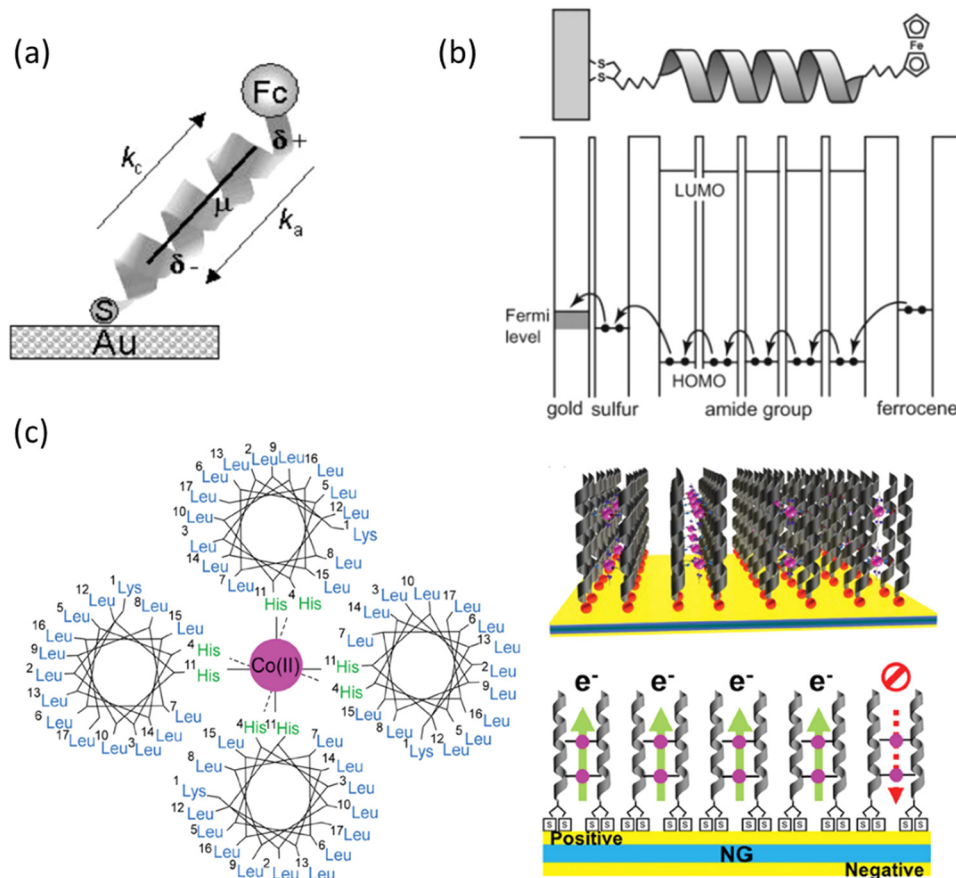 (a)
Fc
δ+
k_c
μ
k_a
δ-
S
Au
(b)
S
S
Fe
LUMO
Fermi
level
HOMO
gold sulfur amide group ferrocene
(c)
2 Leu 9 Leu
13 Leu 16 Leu
6 Leu 5 Leu
17 Leu 12 Leu
10 Leu 1 Lys
3 Leu
14 Leu 8 Leu
7 Leu 15 Leu
11 His 4 His
1 Lys
12 Leu 8 Leu
5 Leu 15 Leu
16 Leu 4 His
9 Leu 11 His
2 Leu
13 Leu 7 Leu
6 Leu 14 Leu
17 Leu 10 Leu 3 Leu
Co(II)
10 Leu
3 Leu 17 Leu
14 Leu 6 Leu
7 Leu 13 Leu
11 His 2 Leu
4 His 9 Leu
15 Leu 16 Leu
8 Leu 5 Leu
1 Lys 12 Leu
4 His 11 His
15 Leu 7 Leu
8 Leu 14 Leu
1 Lys 3 Leu
12 Leu 10 Leu
5 Leu 17 Leu
16 Leu 6 Leu
9 Leu 2 Leu 13 Leu
e- e- e- e-
S S S S S S S S S S
Positive
NG
Negative